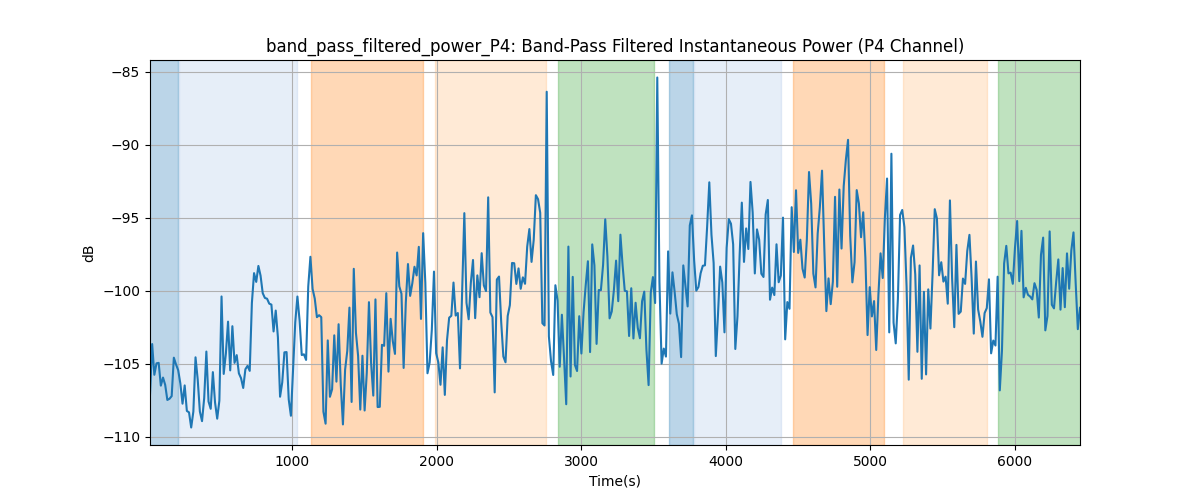 band_pass_filtered_power_P4: Band-Pass Filtered Instantaneous Power (P4 Channel)
−85
−90
−95
−100
−105
−110
dB
1000 2000 3000 4000 5000 6000
Time(s)